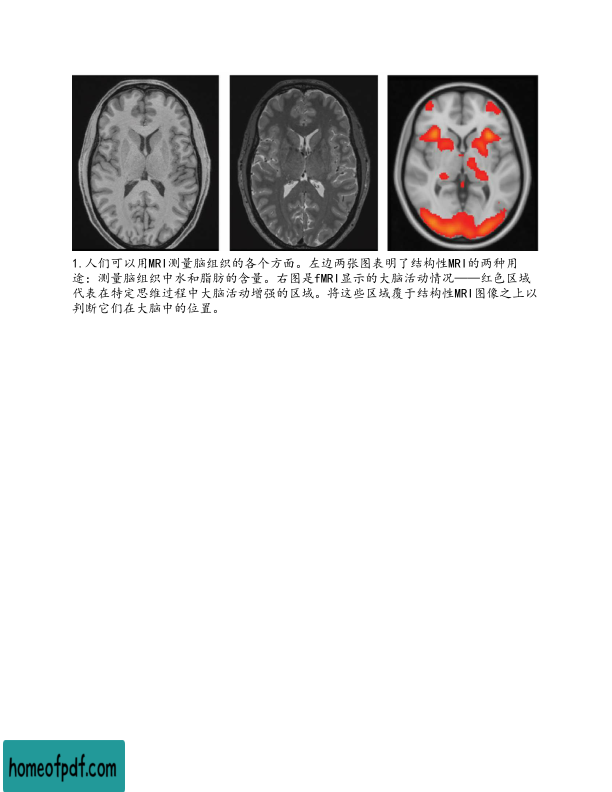 1.人们可以用MRI测量脑组织的各个方面。左边两张图表明了结构性MRI的两种用
途：测量脑组织中水和脂肪的含量。右图是fMRI显示的大脑活动情况——红色区域
代表在特定思维过程中大脑活动增强的区域。将这些区域覆于结构性MRI图像之上以
判断它们在大脑中的位置。
homeofpdf.com